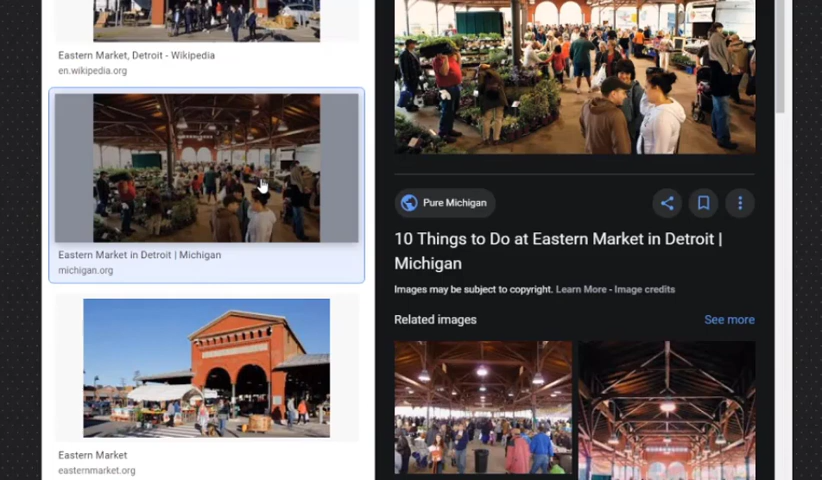 Eastern Market, Detroit - Wikipedia
en.wikipedia.org
Eastern Market in Detroit | Michigan
michigan.org
Eastern Market
easternmarket.org
Pure Michigan
10 Things to Do at Eastern Market in Detroit |
Michigan
Images may be subject to copyright. Learn More - Image credits
Related images See more